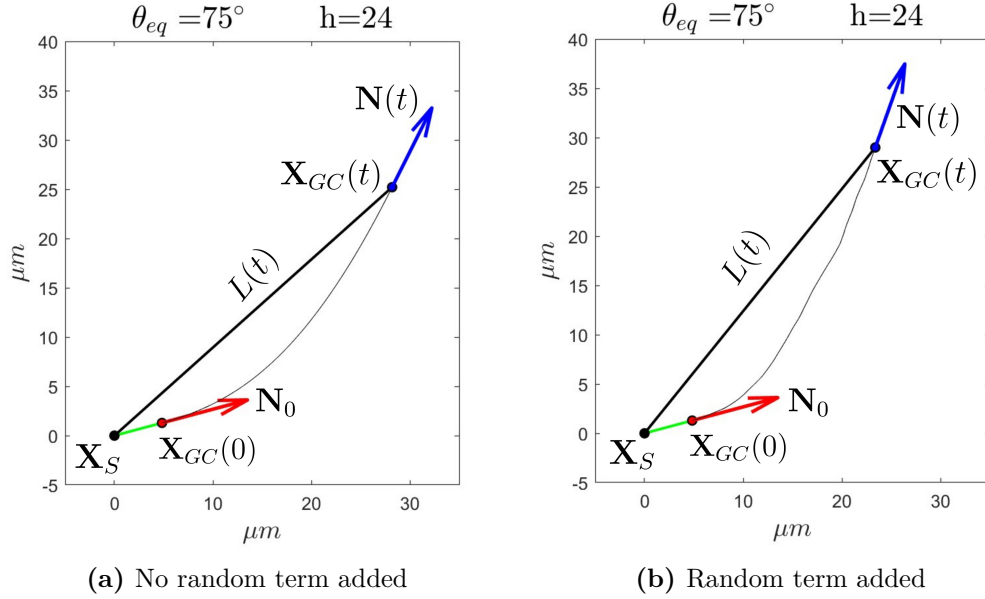 θeq =75° h=24
40
35
30
25
20
15
10
5
0
-5
μm
N(t)
X_GC(t)
L(t)
N_0
X_S
X_GC(0)
0 10 20 30
μm
(a) No random term added
θeq =75° h=24
40
35
30
25
20
15
10
5
0
-5
μm
N(t)
X_GC(t)
L(t)
N_0
X_S
X_GC(0)
0 10 20 30
μm
(b) Random term added